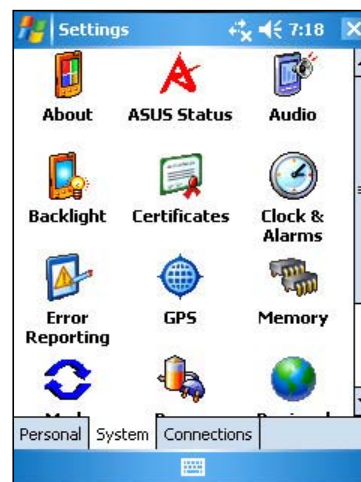 Settings 7:18
About ASUS Status Audio
Backlight Certificates Clock &
Alarms
Error GPS Memory
Reporting
Personal System Connections